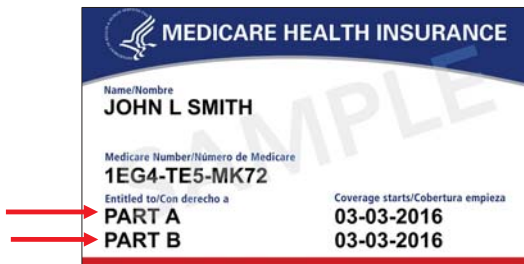 MEDICARE HEALTH INSURANCE
Name/Nombre
JOHN L SMITH
SAMPLE
Medicare Number/Número de Medicare
1EG4-TE5-MK72
Entitled to/Con derecho a Coverage starts/Cobertura empieza
PART A 03-03-2016
PART B 03-03-2016